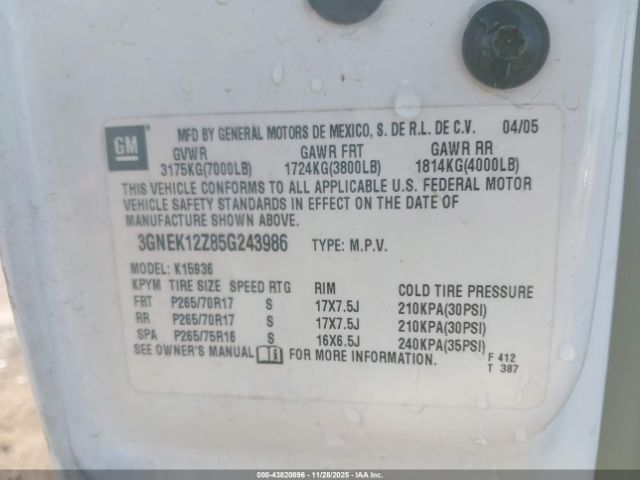 GM
MFD BY GENERAL MOTORS DE MEXICO, S. DE R.L. DE C.V. 04/05
GVWR GAWR FRT GAWR RR
3175KG(7000LB) 1724KG(3800LB) 1814KG(4000LB)
THIS VEHICLE CONFORMS TO ALL APPLICABLE U.S. FEDERAL MOTOR
VEHICLE SAFETY STANDARDS IN EFFECT ON THE DATE OF
MANUFACTURE SHOWN ABOVE.
3GNEK12Z85G243986 TYPE: M.P.V.
MODEL: K15936
KPYM TIRE SIZE SPEED RTG RIM COLD TIRE PRESSURE
FRT P265/70R17 S 17X7.5J 210KPA(30PSI)
RR P265/70R17 S 17X7.5J 210KPA(30PSI)
SPA P265/75R16 S 16X6.5J 240KPA(35PSI)
SEE OWNER'S MANUAL FOR MORE INFORMATION.
F 412
T 387
000-43820896 - 11/28/2025 - IAAI, Inc.